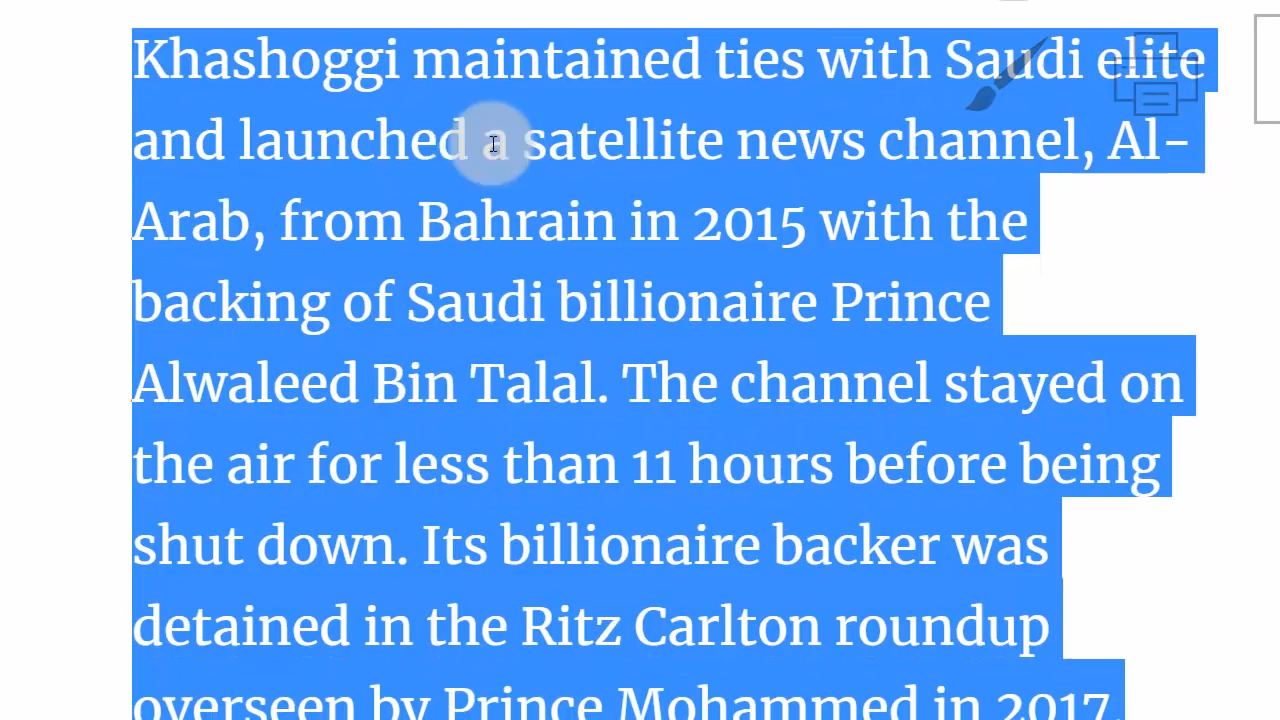 Khashoggi maintained ties with Saudi elite
and launched a satellite news channel, Al-
Arab, from Bahrain in 2015 with the
backing of Saudi billionaire Prince
Alwaleed Bin Talal. The channel stayed on
the air for less than 11 hours before being
shut down. Its billionaire backer was
detained in the Ritz Carlton roundup
overseen by Prince Mohammed in 2017.